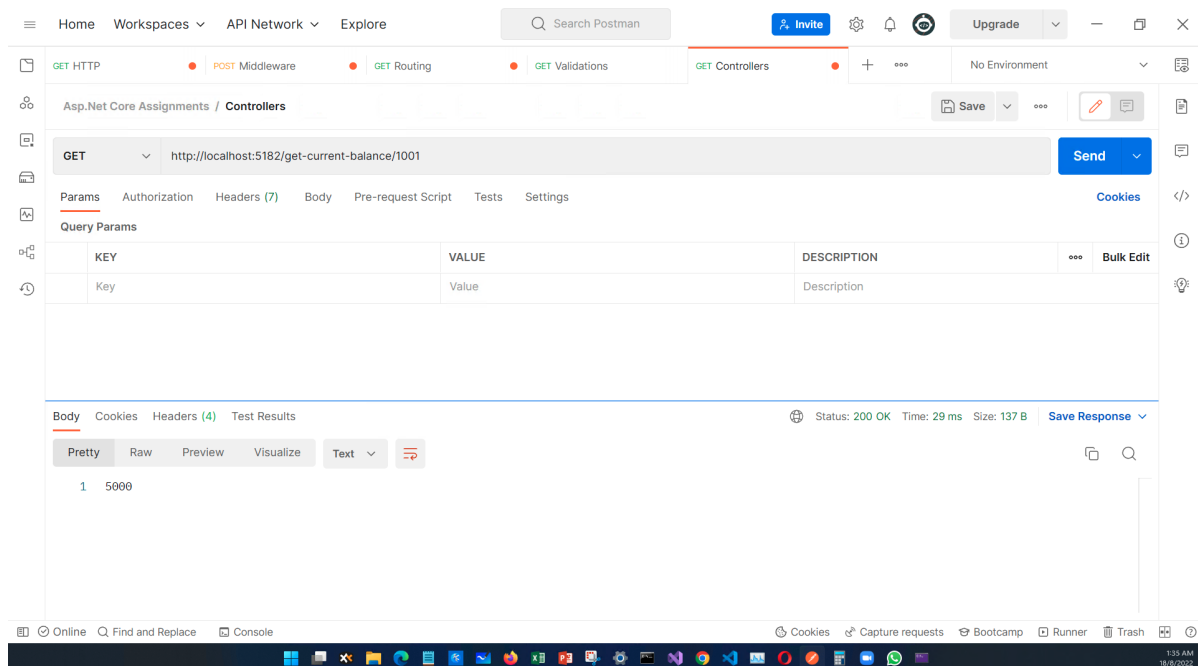 Home Workspaces API Network Explore Search Postman Invite Upgrade
GET HTTP POST Middleware GET Routing GET Validations GET Controllers No Environment
Asp.Net Core Assignments / Controllers Save
GET http://localhost:5182/get-current-balance/1001 Send
Params Authorization Headers (7) Body Pre-request Script Tests Settings Cookies
Query Params
KEY VALUE DESCRIPTION Bulk Edit
Key Value Description
Body Cookies Headers (4) Test Results Status: 200 OK Time: 29 ms Size: 137 B Save Response
Pretty Raw Preview Visualize Text
1 5000
Online Find and Replace Console Cookies Capture requests Bootcamp Runner Trash
1:35 AM